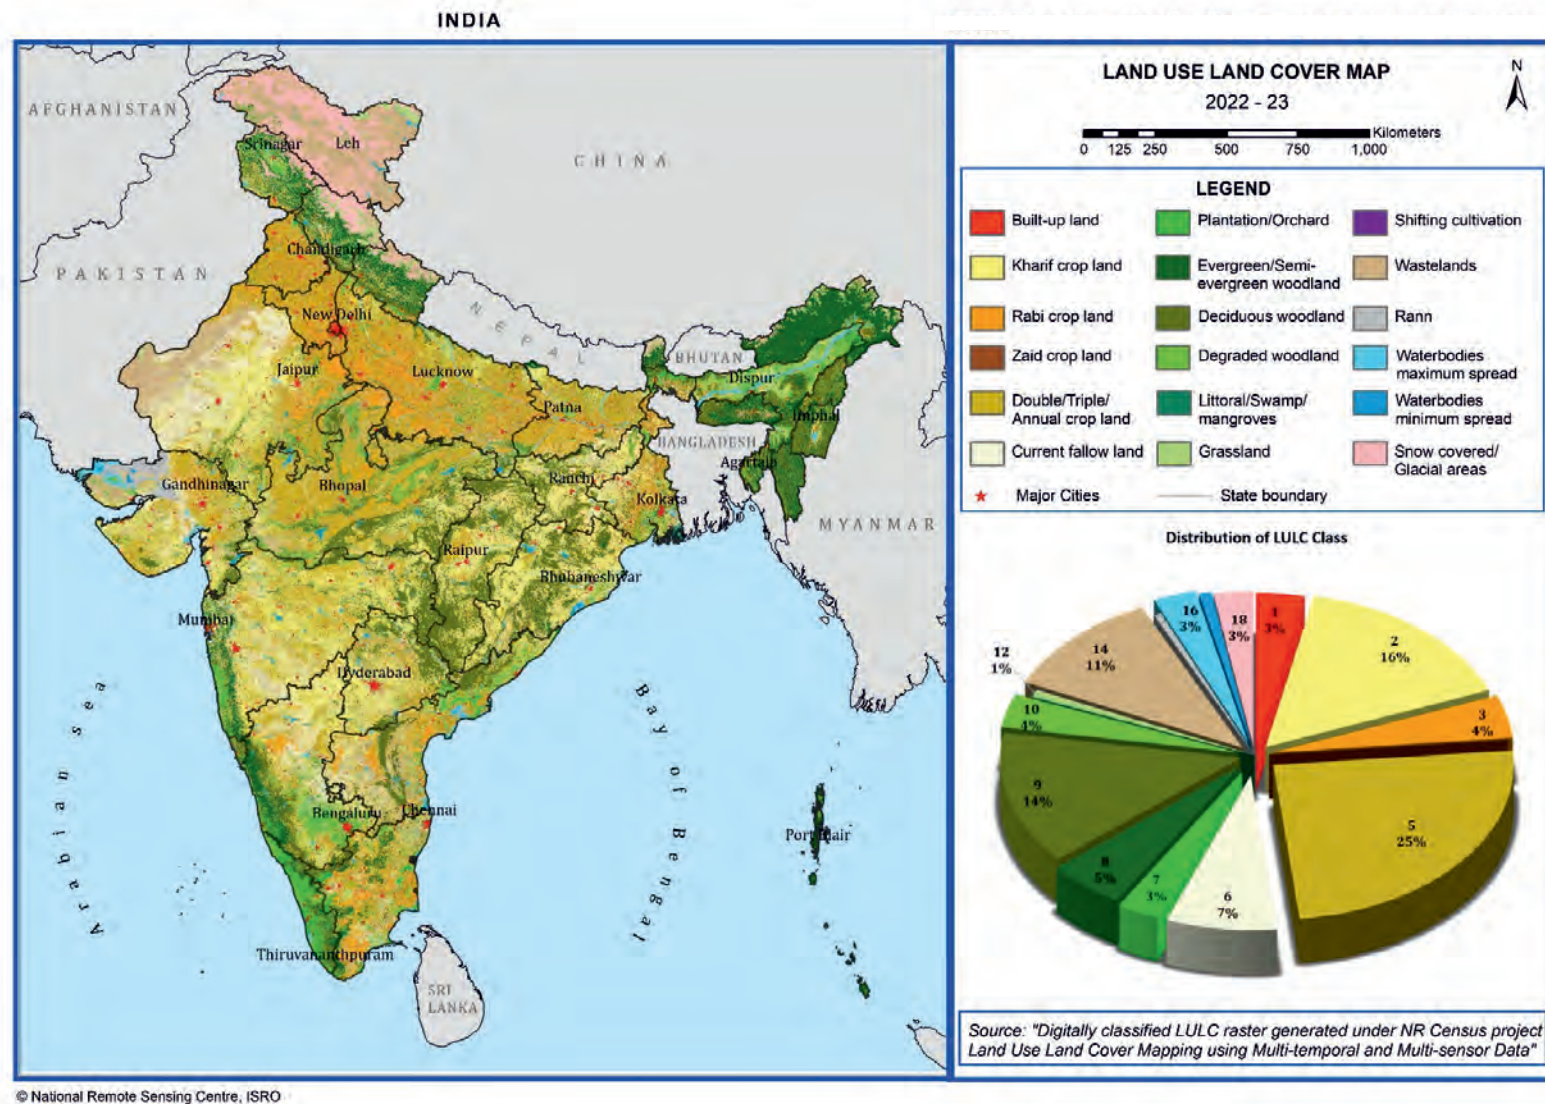 INDIA
AFGHANISTAN
PAKISTAN
CHINA
NEPAL
BHUTAN
BANGLADESH
MYANMAR
SRI
LANKA
Arabian sea
Bay of Bengal
Srinagar
Leh
Chandigarh
New Delhi
Jaipur
Lucknow
Patna
Dispur
Imphal
Agartala
Gandhinagar
Bhopal
Ranchi
Kolkata
Raipur
Bhubaneshwar
Mumbai
Hyderabad
Bengaluru
Chennai
Port Blair
Thiruvananthpuram
LAND USE LAND COVER MAP
2022 - 23
N
Kilometers
0 125 250 500 750 1,000
LEGEND
Built-up land
Kharif crop land
Rabi crop land
Zaid crop land
Double/Triple/
Annual crop land
Current fallow land
Plantation/Orchard
Evergreen/Semi-
evergreen woodland
Deciduous woodland
Degraded woodland
Littoral/Swamp/
mangroves
Grassland
Shifting cultivation
Wastelands
Rann
Waterbodies
maximum spread
Waterbodies
minimum spread
Snow covered/
Glacial areas
Major Cities
State boundary
Distribution of LULC Class
1
3%
2
16%
3
4%
5
25%
6
7%
7
3%
8
5%
9
14%
10
4%
12
1%
14
11%
16
3%
18
3%
Source: "Digitally classified LULC raster generated under NR Census project
Land Use Land Cover Mapping using Multi-temporal and Multi-sensor Data"
© National Remote Sensing Centre, ISRO